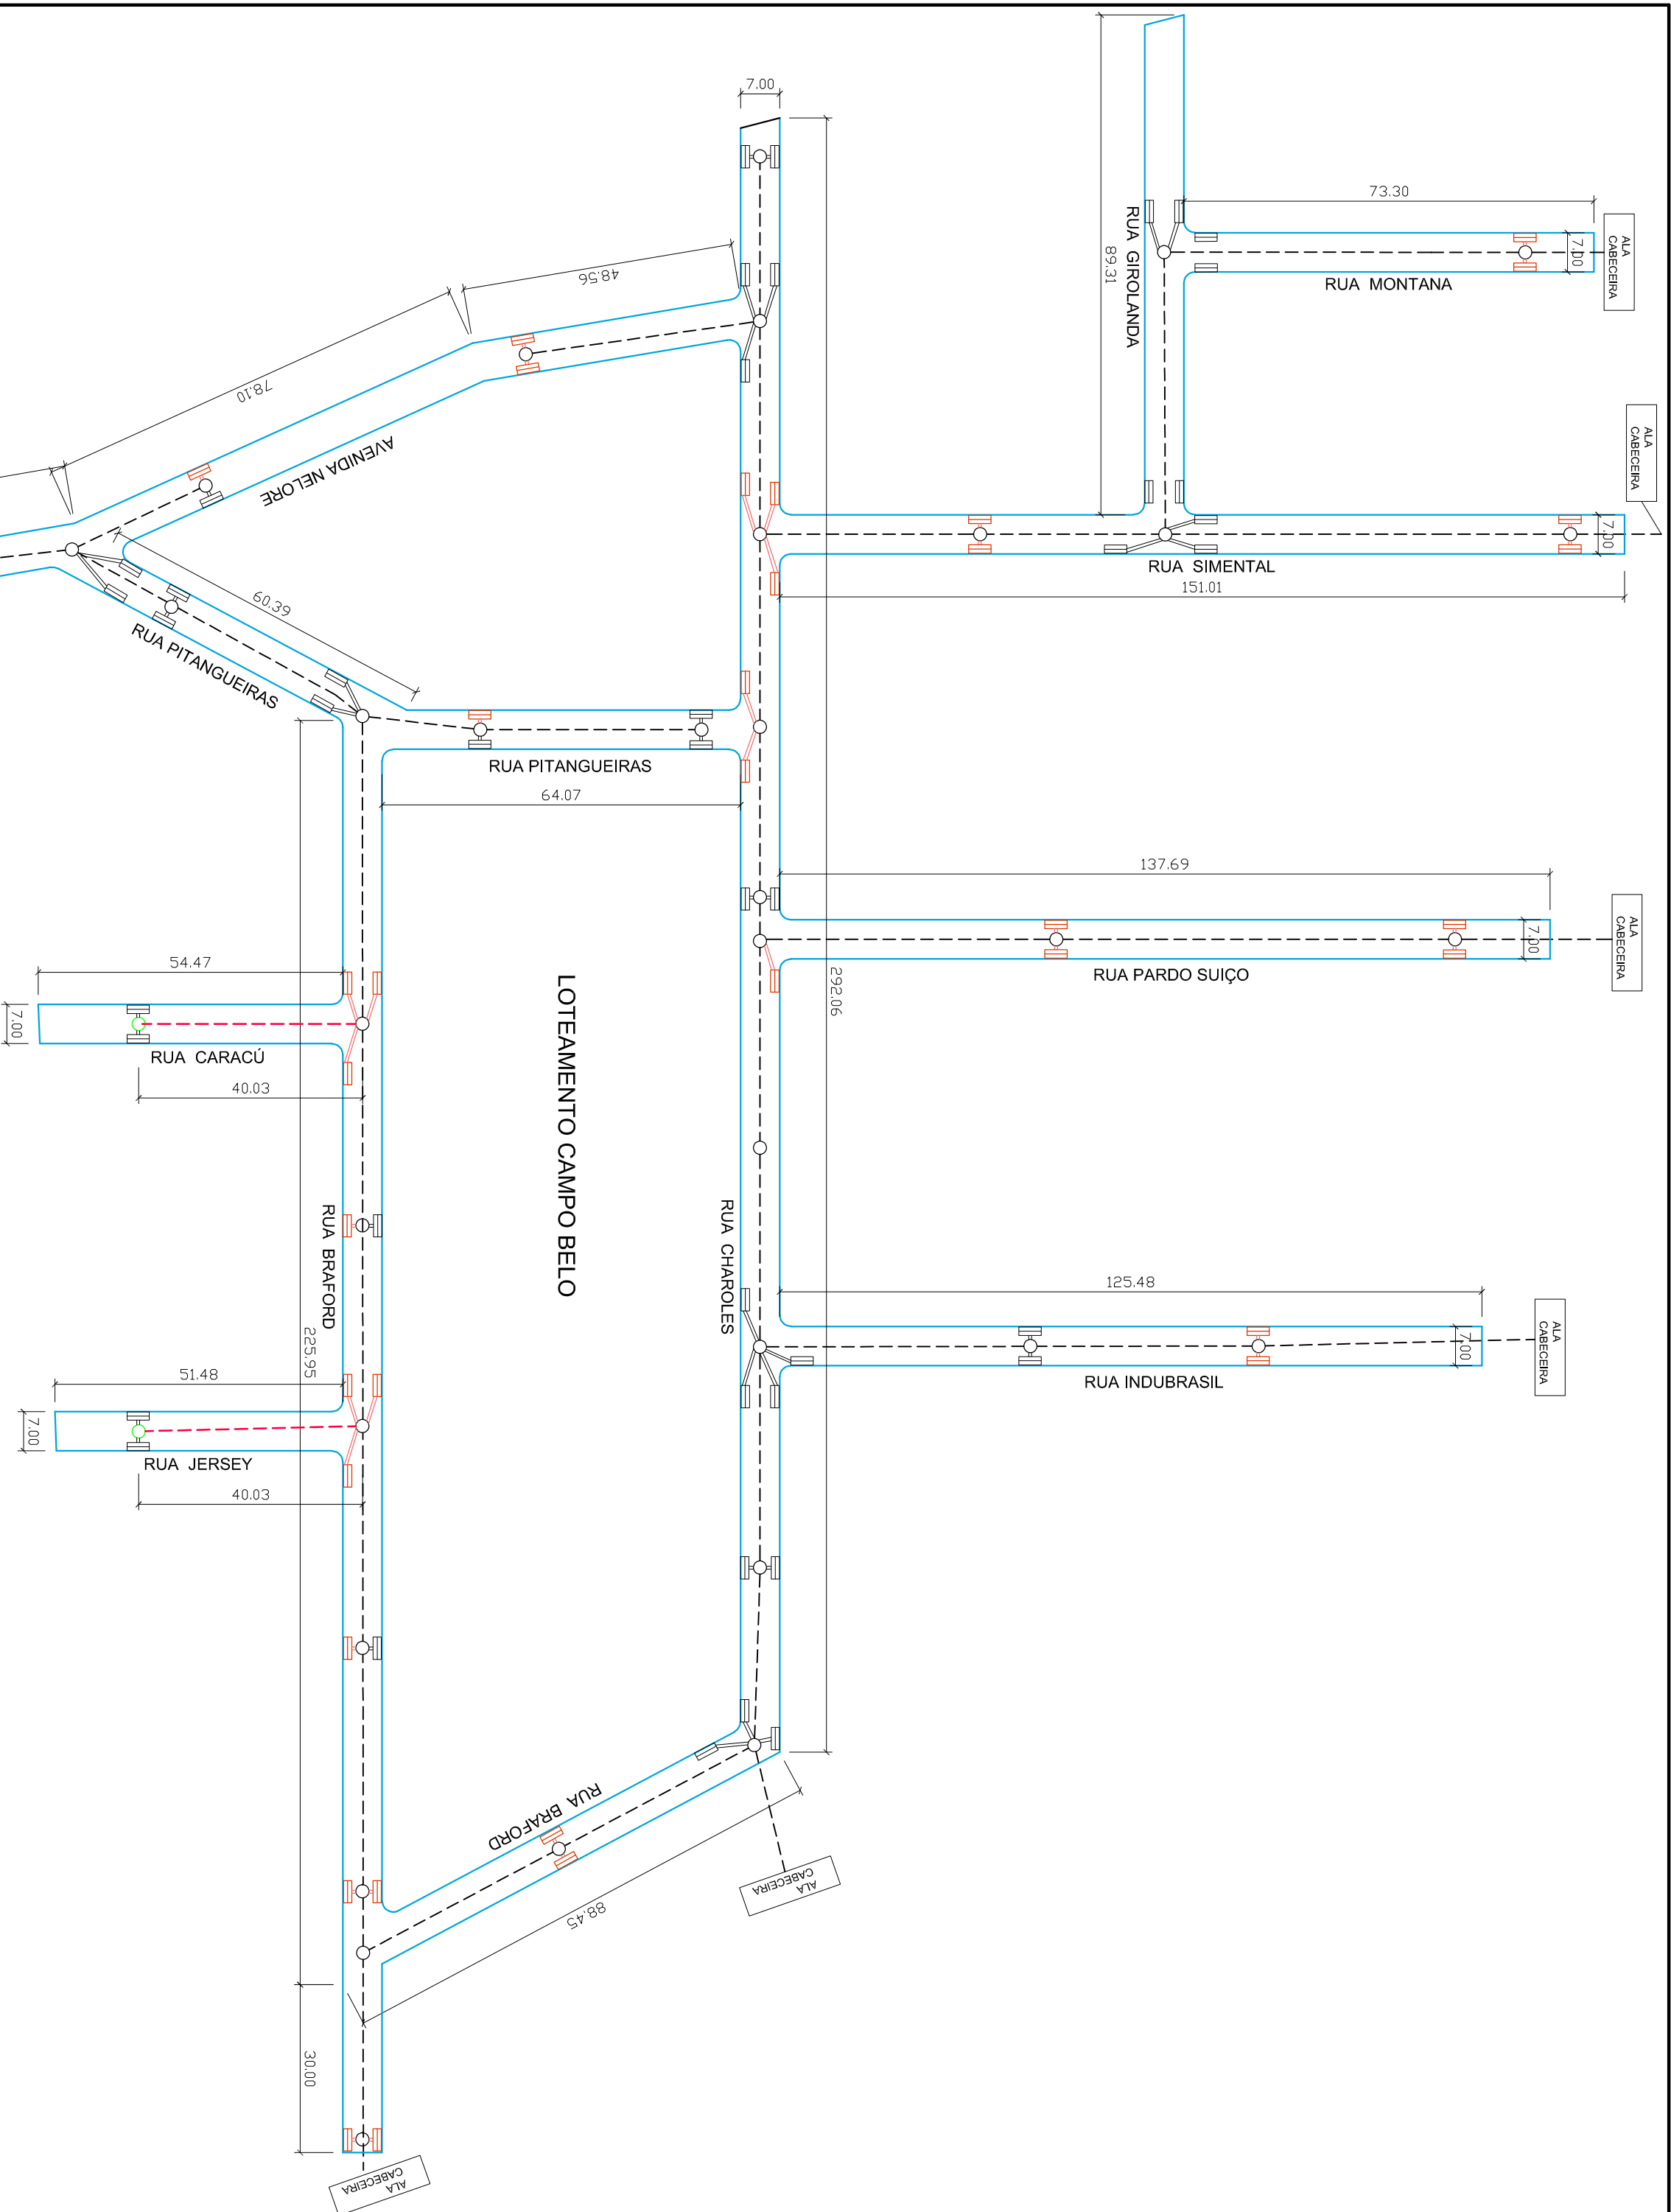 7.00
89.31
RUA GIROLANDA
73.30
7.00
RUA MONTANA
ALA
CABECEIRA
ALA
CABECEIRA
48.56
78.10
AVENIDA NELORE
7.00
RUA SIMENTAL
151.01
60.39
RUA PITANGUEIRAS
RUA PITANGUEIRAS
64.07
137.69
7.00
ALA
CABECEIRA
RUA PARDO SUIÇO
292.06
LOTEAMENTO CAMPO BELO
54.47
7.00
RUA CARACÚ
40.03
RUA BRAFORD
225.95
RUA CHAROLES
125.48
7.00
ALA
CABECEIRA
RUA INDUBRASIL
51.48
7.00
RUA JERSEY
40.03
RUA BRAFORD
88.45
ALA
CABECEIRA
30.00
ALA
CABECEIRA